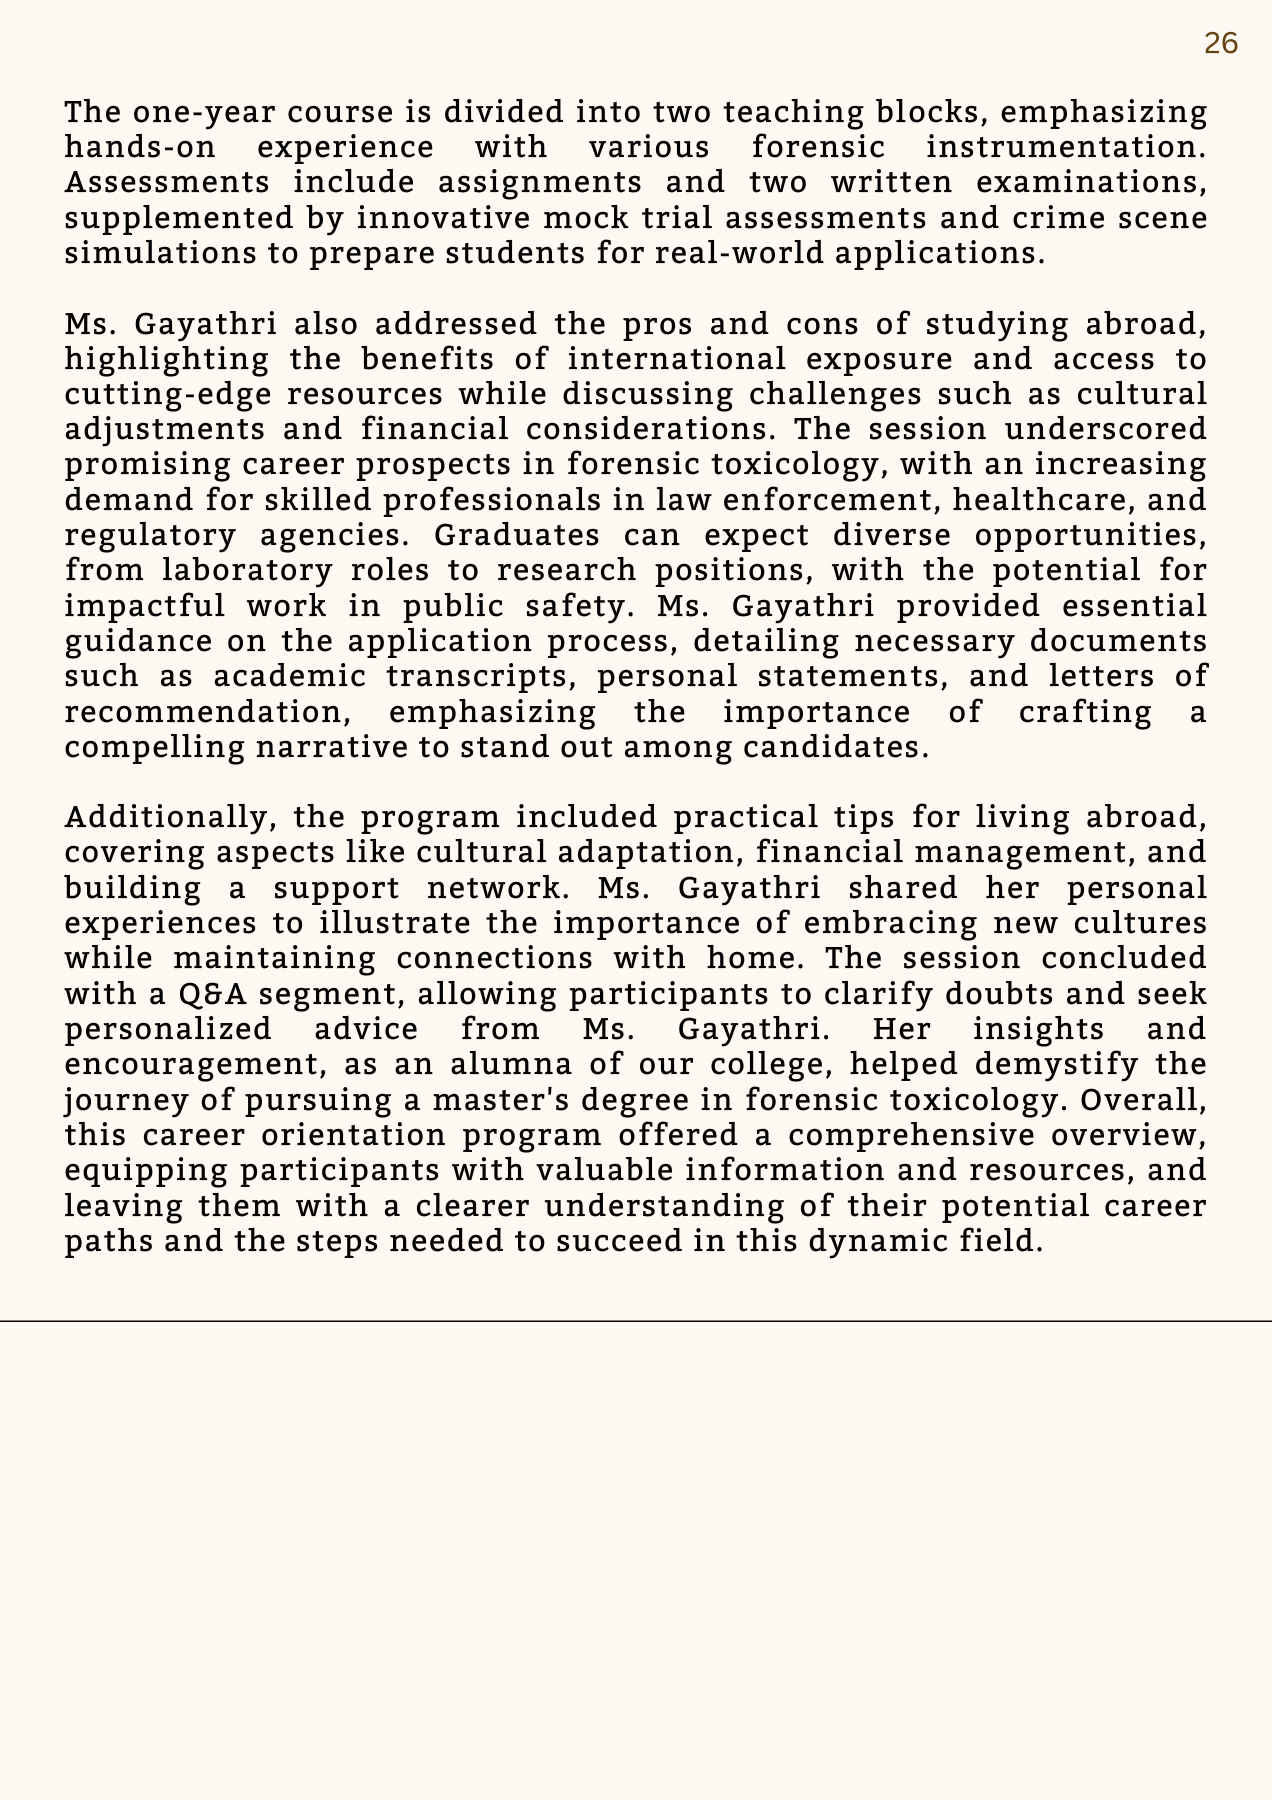 26
The one-year course is divided into two teaching blocks, emphasizing
hands-on experience with various forensic instrumentation.
Assessments include assignments and two written examinations,
supplemented by innovative mock trial assessments and crime scene
simulations to prepare students for real-world applications.
Ms. Gayathri also addressed the pros and cons of studying abroad,
highlighting the benefits of international exposure and access to
cutting-edge resources while discussing challenges such as cultural
adjustments and financial considerations. The session underscored
promising career prospects in forensic toxicology, with an increasing
demand for skilled professionals in law enforcement, healthcare, and
regulatory agencies. Graduates can expect diverse opportunities,
from laboratory roles to research positions, with the potential for
impactful work in public safety. Ms. Gayathri provided essential
guidance on the application process, detailing necessary documents
such as academic transcripts, personal statements, and letters of
recommendation, emphasizing the importance of crafting a
compelling narrative to stand out among candidates.
Additionally, the program included practical tips for living abroad,
covering aspects like cultural adaptation, financial management, and
building a support network. Ms. Gayathri shared her personal
experiences to illustrate the importance of embracing new cultures
while maintaining connections with home. The session concluded
with a Q&A segment, allowing participants to clarify doubts and seek
personalized advice from Ms. Gayathri. Her insights and
encouragement, as an alumna of our college, helped demystify the
journey of pursuing a master's degree in forensic toxicology. Overall,
this career orientation program offered a comprehensive overview,
equipping participants with valuable information and resources, and
leaving them with a clearer understanding of their potential career
paths and the steps needed to succeed in this dynamic field.